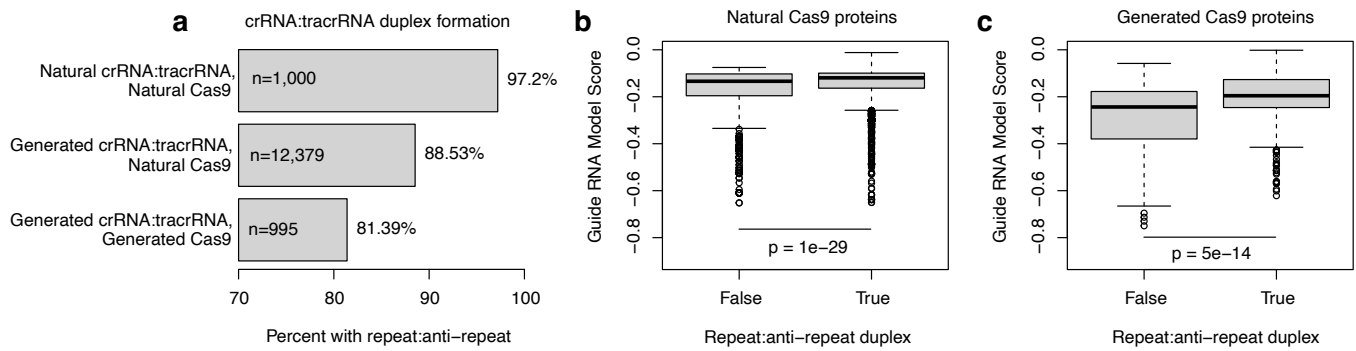 a
crRNA:tracrRNA duplex formation
Natural crRNA:tracrRNA,
Natural Cas9
n=1,000
97.2%
Generated crRNA:tracrRNA,
Natural Cas9
n=12,379
88.53%
Generated crRNA:tracrRNA,
Generated Cas9
n=995
81.39%
70 80 90 100
Percent with repeat:anti−repeat
b
Natural Cas9 proteins
Guide RNA Model Score
0.0
−0.2
−0.4
−0.6
−0.8
p = 1e−29
False True
Repeat:anti−repeat duplex
c
Generated Cas9 proteins
Guide RNA Model Score
0.0
−0.2
−0.4
−0.6
−0.8
p = 5e−14
False True
Repeat:anti−repeat duplex